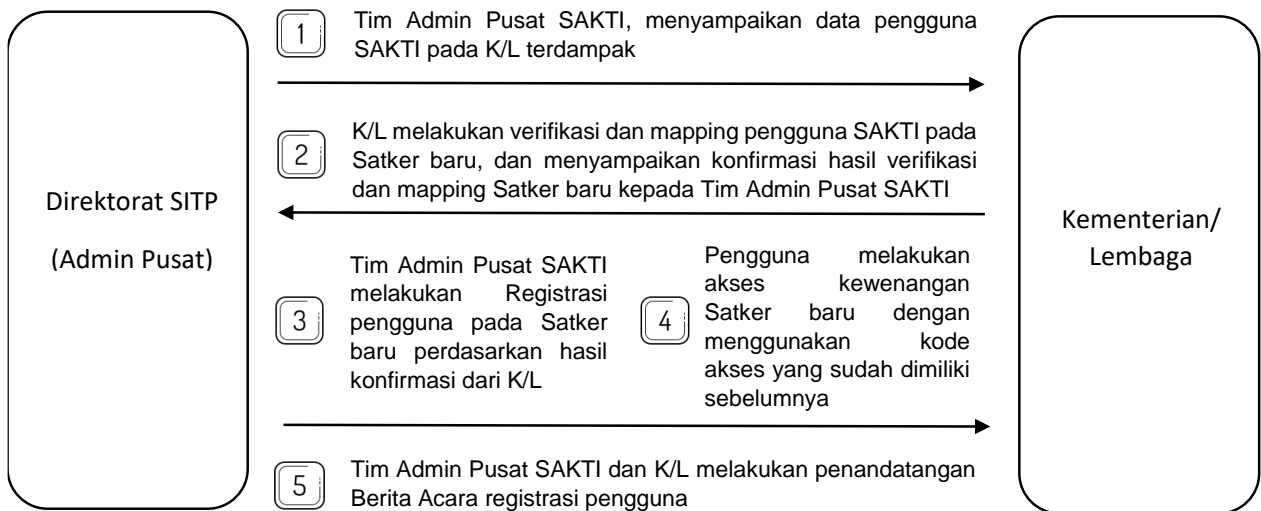 Direktorat SITP
(Admin Pusat)
1
Tim Admin Pusat SAKTI, menyampaikan data pengguna
SAKTI pada K/L terdampak
2
K/L melakukan verifikasi dan mapping pengguna SAKTI pada
Satker baru, dan menyampaikan konfirmasi hasil verifikasi
dan mapping Satker baru kepada Tim Admin Pusat SAKTI
3
Tim Admin Pusat SAKTI
melakukan Registrasi
pengguna pada Satker
baru perdasarkan hasil
konfirmasi dari K/L
4
Pengguna melakukan
akses kewenangan
Satker baru dengan
menggunakan kode
akses yang sudah dimiliki
sebelumnya
5
Tim Admin Pusat SAKTI dan K/L melakukan penandatangan
Berita Acara registrasi pengguna
Kementerian/
Lembaga